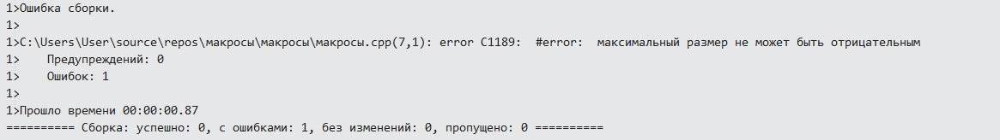 1>Ошибка сборки.
1>
1>C:\Users\User\source\repos\макросы\макросы\макросы.cpp(7,1): error C1189: #error: максимальный размер не может быть отрицательным
1>    Предупреждений: 0
1>    Ошибок: 1
1>
1>Прошло времени 00:00:00.87
========== Сборка: успешно: 0, с ошибками: 1, без изменений: 0, пропущено: 0 ==========